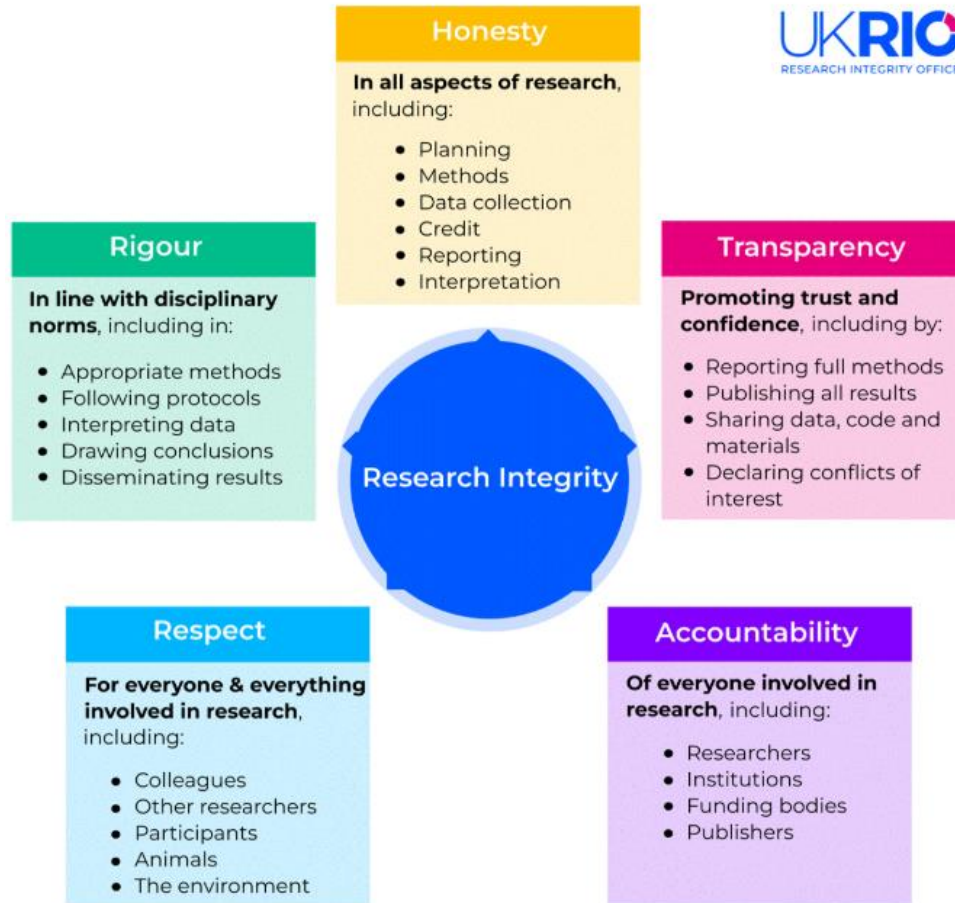 Honesty
In all aspects of research,
including:
• Planning
• Methods
• Data collection
• Credit
• Reporting
• Interpretation
UKRIO
RESEARCH INTEGRITY OFFICE
Rigour
In line with disciplinary
norms, including in:
• Appropriate methods
• Following protocols
• Interpreting data
• Drawing conclusions
• Disseminating results
Transparency
Promoting trust and
confidence, including by:
• Reporting full methods
• Publishing all results
• Sharing data, code and
materials
• Declaring conflicts of
interest
Research Integrity
Respect
For everyone & everything
involved in research,
including:
• Colleagues
• Other researchers
• Participants
• Animals
• The environment
Accountability
Of everyone involved in
research, including:
• Researchers
• Institutions
• Funding bodies
• Publishers